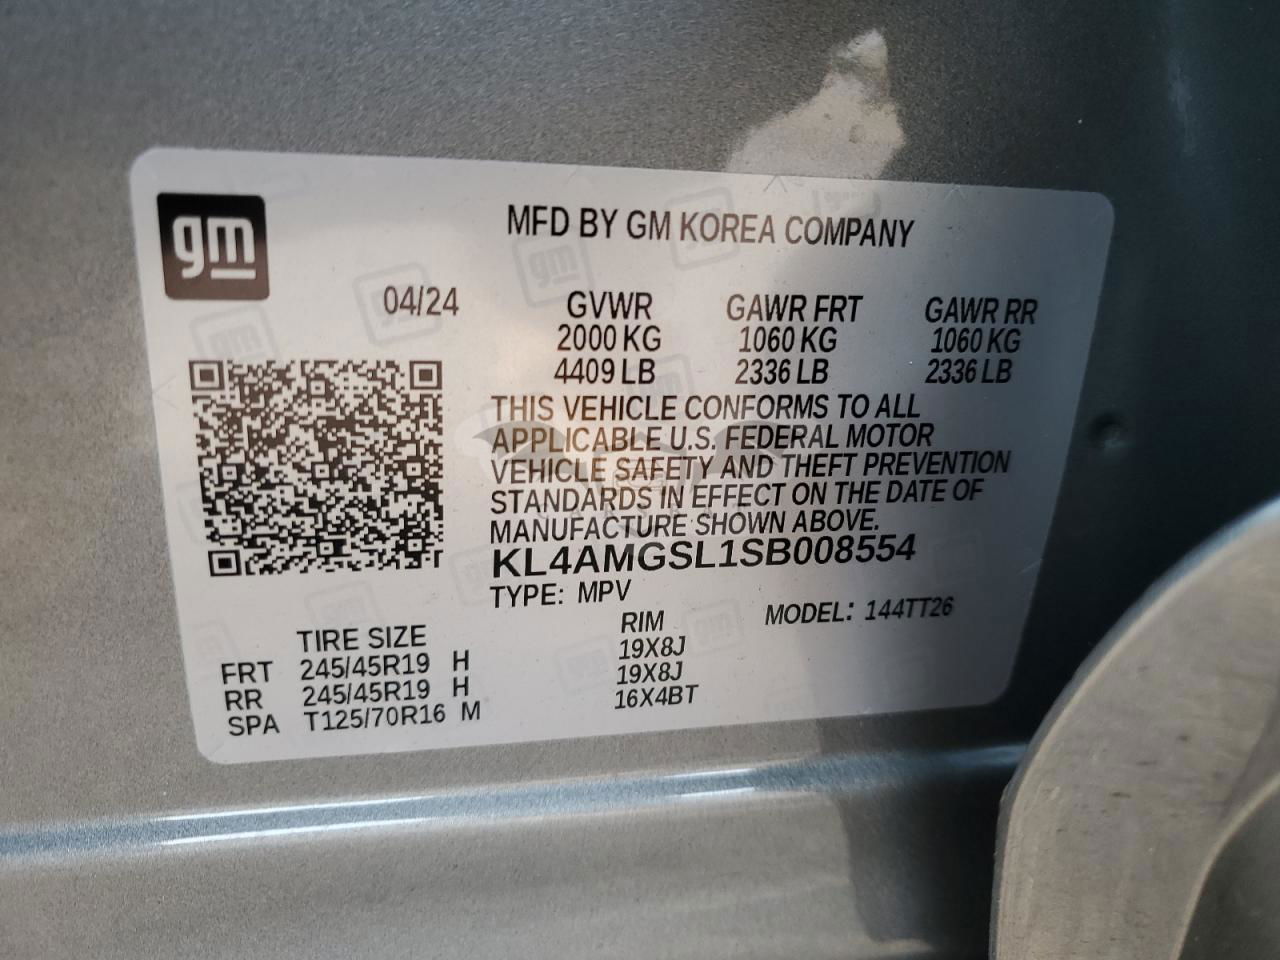 gm
MFD BY GM KOREA COMPANY
04/24 GVWR GAWR FRT GAWR RR
2000 KG 1060 KG 1060 KG
4409 LB 2336 LB 2336 LB
THIS VEHICLE CONFORMS TO ALL
APPLICABLE U.S. FEDERAL MOTOR
VEHICLE SAFETY AND THEFT PREVENTION
STANDARDS IN EFFECT ON THE DATE OF
MANUFACTURE SHOWN ABOVE.
KL4AMGSL1SB008554
TYPE: MPV MODEL: 144TT26
TIRE SIZE RIM
FRT 245/45R19 H 19X8J
RR 245/45R19 H 19X8J
SPA T125/70R16 M 16X4BT